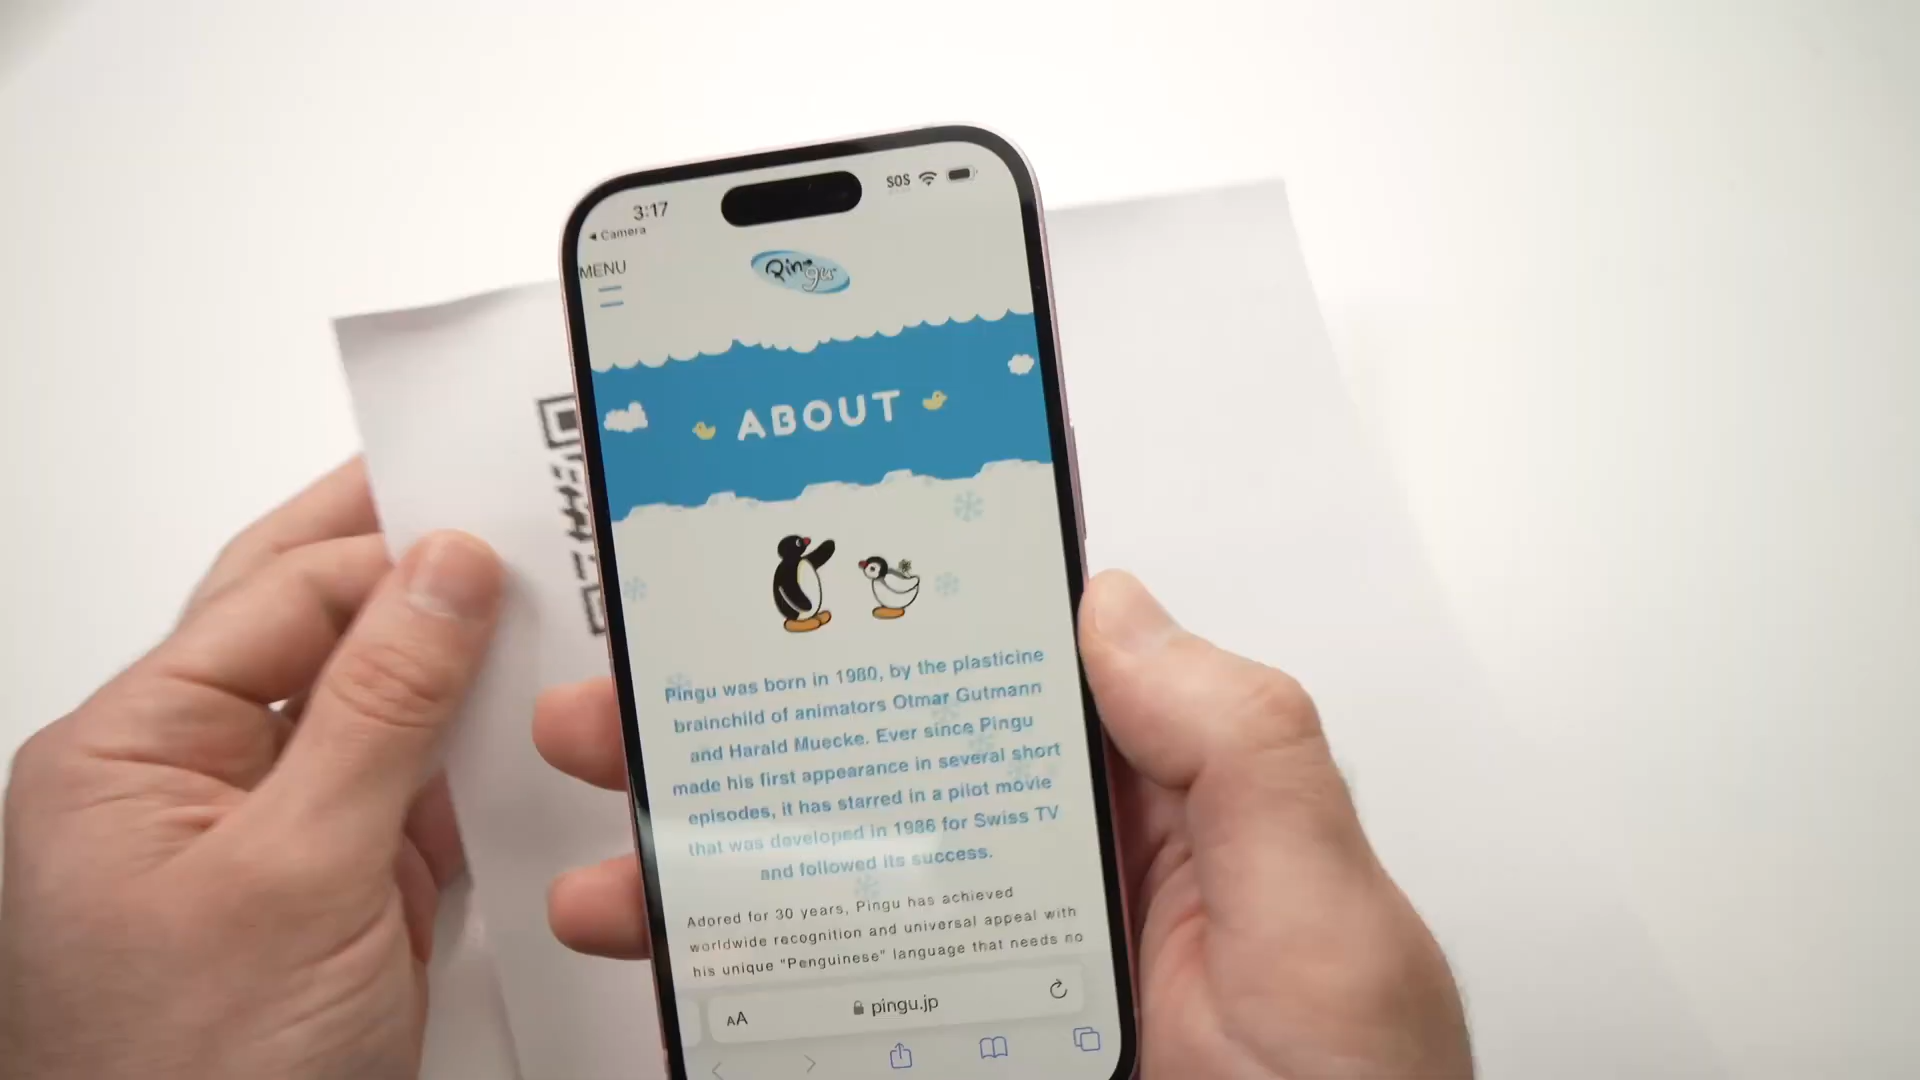 3:17
SOS
◂ Camera
MENU
Pingu
ABOUT
Pingu was born in 1980, by the plasticine
brainchild of animators Otmar Gutmann
and Harald Muecke. Ever since Pingu
made his first appearance in several short
episodes, it has starred in a pilot movie
that was developed in 1986 for Swiss TV
and followed its success.
Adored for 30 years, Pingu has achieved
worldwide recognition and universal appeal with
his unique "Penguinese" language that needs no
AA
pingu.jp